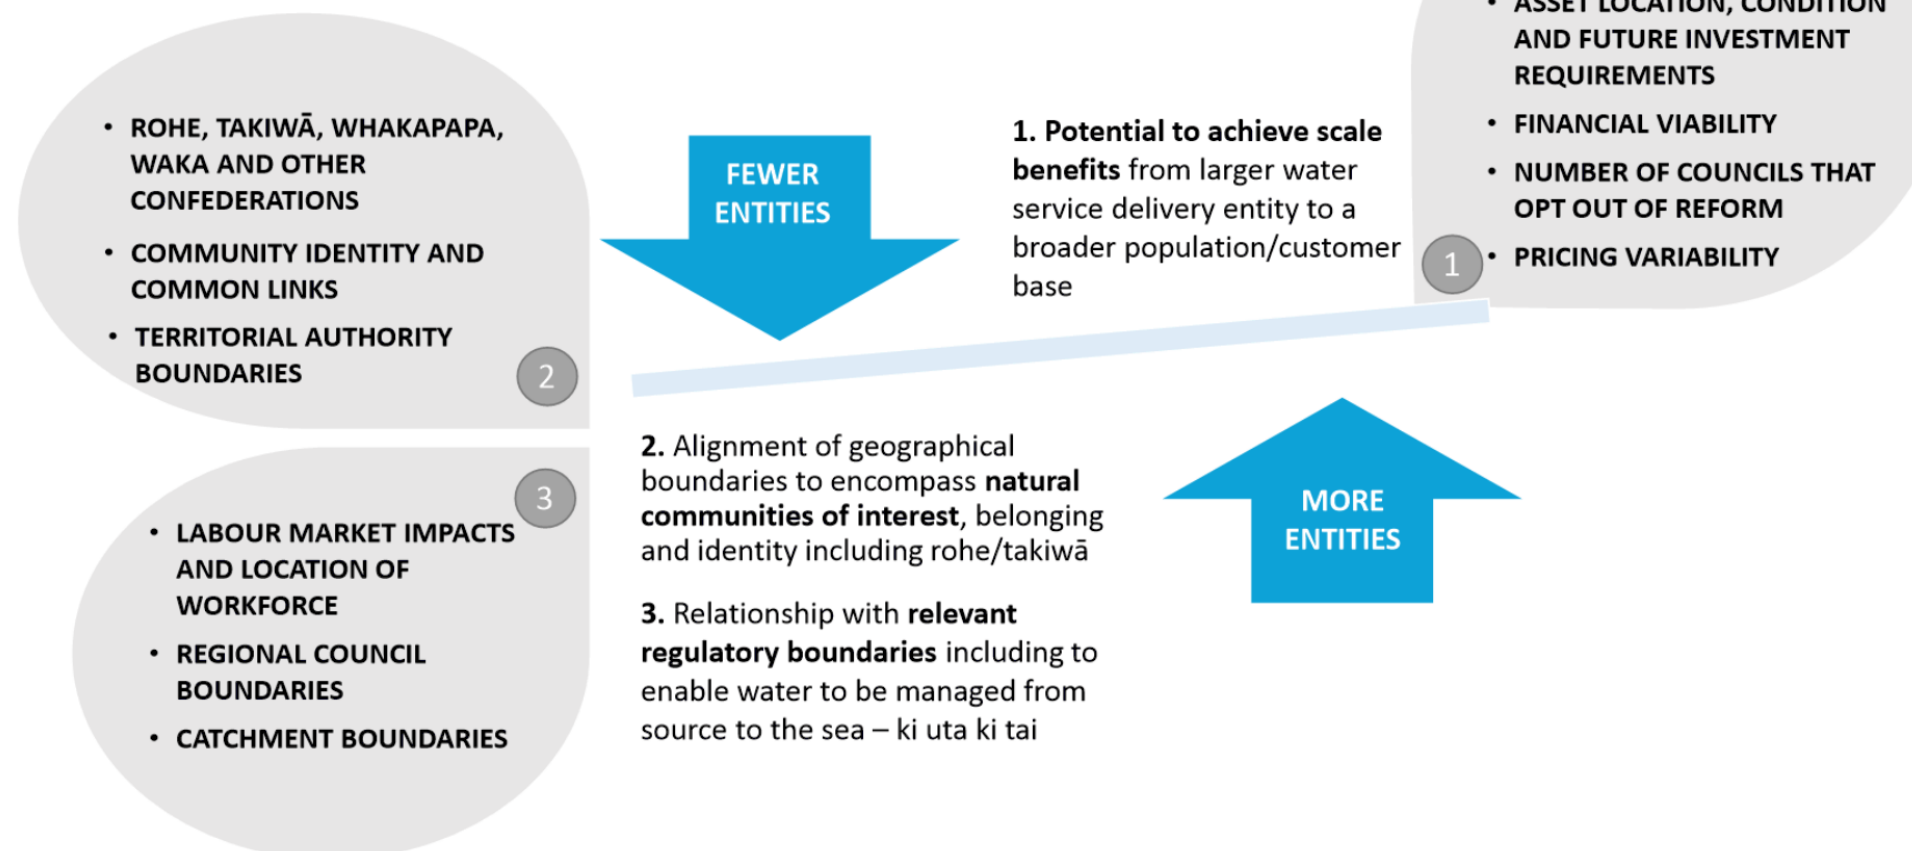 • ROHE, TAKIWĀ, WHAKAPAPA,
WAKA AND OTHER
CONFEDERATIONS
• COMMUNITY IDENTITY AND
COMMON LINKS
• TERRITORIAL AUTHORITY
BOUNDARIES
2
FEWER
ENTITIES
1. Potential to achieve scale
benefits from larger water
service delivery entity to a
broader population/customer
base
• ASSET LOCATION, CONDITION
AND FUTURE INVESTMENT
REQUIREMENTS
• FINANCIAL VIABILITY
• NUMBER OF COUNCILS THAT
OPT OUT OF REFORM
• PRICING VARIABILITY
1
3
• LABOUR MARKET IMPACTS
AND LOCATION OF
WORKFORCE
• REGIONAL COUNCIL
BOUNDARIES
• CATCHMENT BOUNDARIES
2. Alignment of geographical
boundaries to encompass natural
communities of interest, belonging
and identity including rohe/takiwā
3. Relationship with relevant
regulatory boundaries including to
enable water to be managed from
source to the sea – ki uta ki tai
MORE
ENTITIES